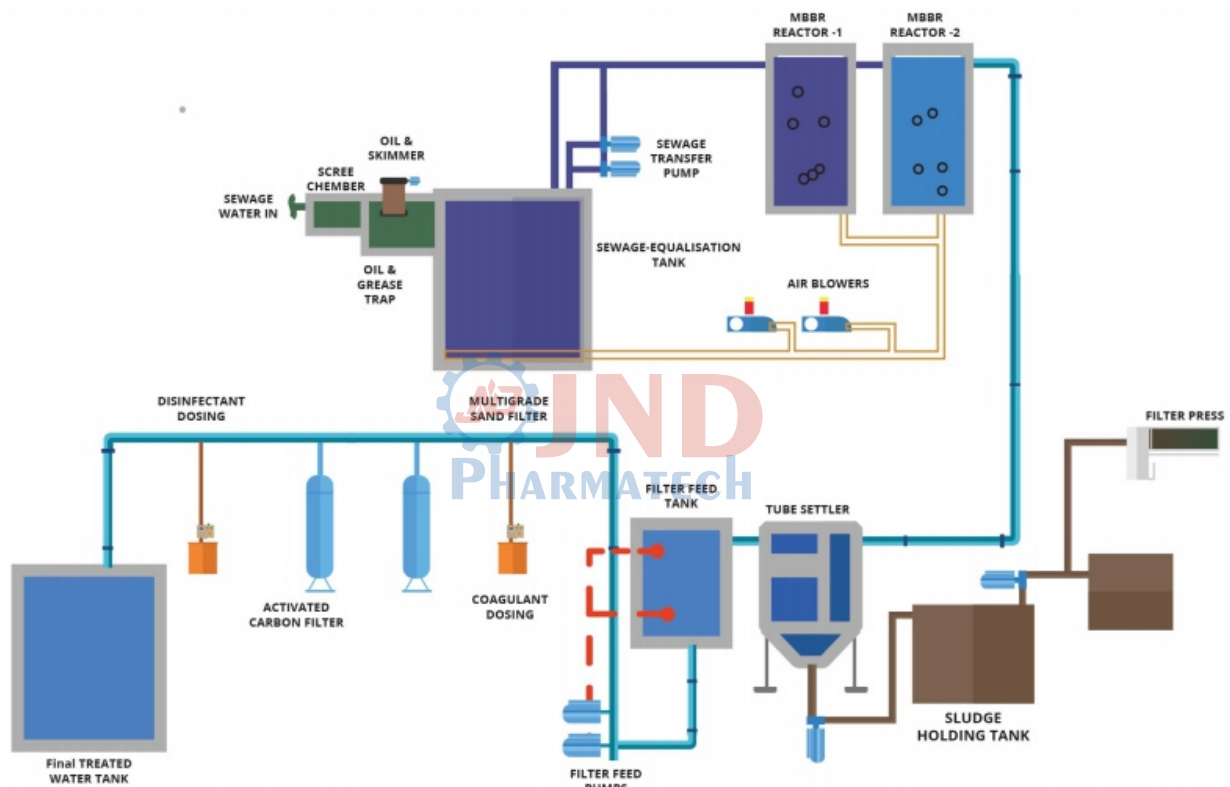 MBBR
REACTOR -1
MBBR
REACTOR -2
OIL &
SKIMMER
SCREE
CHEMBER
SEWAGE
WATER IN
SEWAGE
TRANSFER
PUMP
SEWAGE-EQUALISATION
TANK
OIL &
GREASE
TRAP
AIR BLOWERS
DISINFECTANT
DOSING
MULTIGRADE
SAND FILTER
JND
PHARMATECH
FILTER PRESS
FILTER FEED
TANK
TUBE SETTLER
ACTIVATED
CARBON FILTER
COAGULANT
DOSING
SLUDGE
HOLDING TANK
Final TREATED
WATER TANK
FILTER FEED
PUMPS